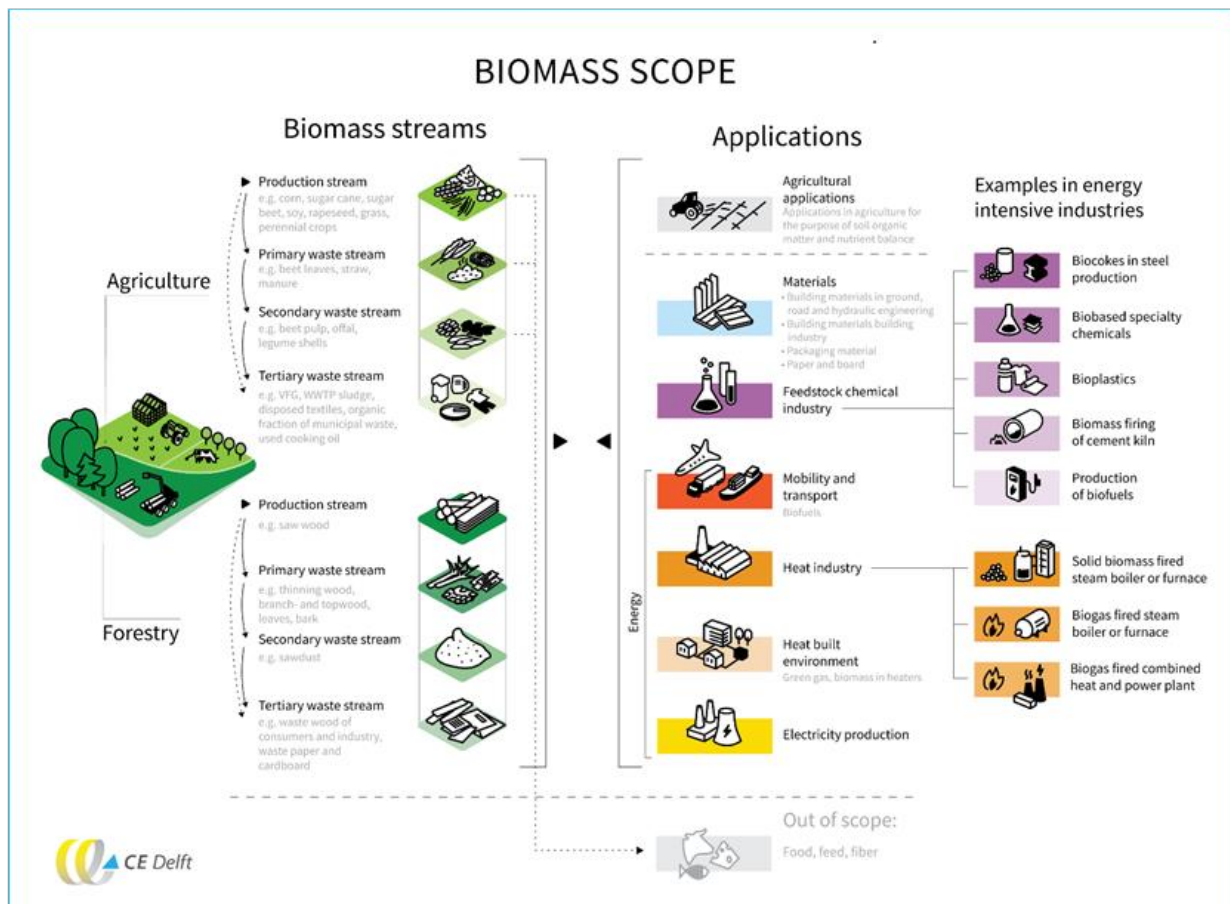 BIOMASS SCOPE
Biomass streams
Agriculture
Production stream
e.g. corn, sugar cane, sugar
beet, soy, rapeseed, grass,
perennial crops
Primary waste stream
e.g. beet leaves, straw,
manure
Secondary waste stream
e.g. beet pulp, offal,
legume shells
Tertiary waste stream
e.g. VFG, WWTP sludge,
disposed textiles, organic
fraction of municipal waste,
used cooking oil
Forestry
Production stream
e.g. saw wood
Primary waste stream
e.g. thinning wood,
branch- and topwood,
leaves, bark
Secondary waste stream
e.g. sawdust
Tertiary waste stream
e.g. waste wood of
consumers and industry,
waste paper and
cardboard
Applications
Agricultural
applications
Applications in agriculture for
the purpose of soil organic
matter and nutrient balance
Materials
• Building materials in ground,
road and hydraulic engineering
• Building materials building
industry
• Packaging material
• Paper and board
Feedstock chemical
industry
Energy
Mobility and
transport
Biofuels
Heat industry
Heat built
environment
Green gas, biomass in heaters
Electricity production
Examples in energy
intensive industries
Biocokes in steel
production
Biobased specialty
chemicals
Bioplastics
Biomass firing
of cement kiln
Production
of biofuels
Solid biomass fired
steam boiler or furnace
Biogas fired steam
boiler or furnace
Biogas fired combined
heat and power plant
Out of scope:
Food, feed, fiber
CE Delft